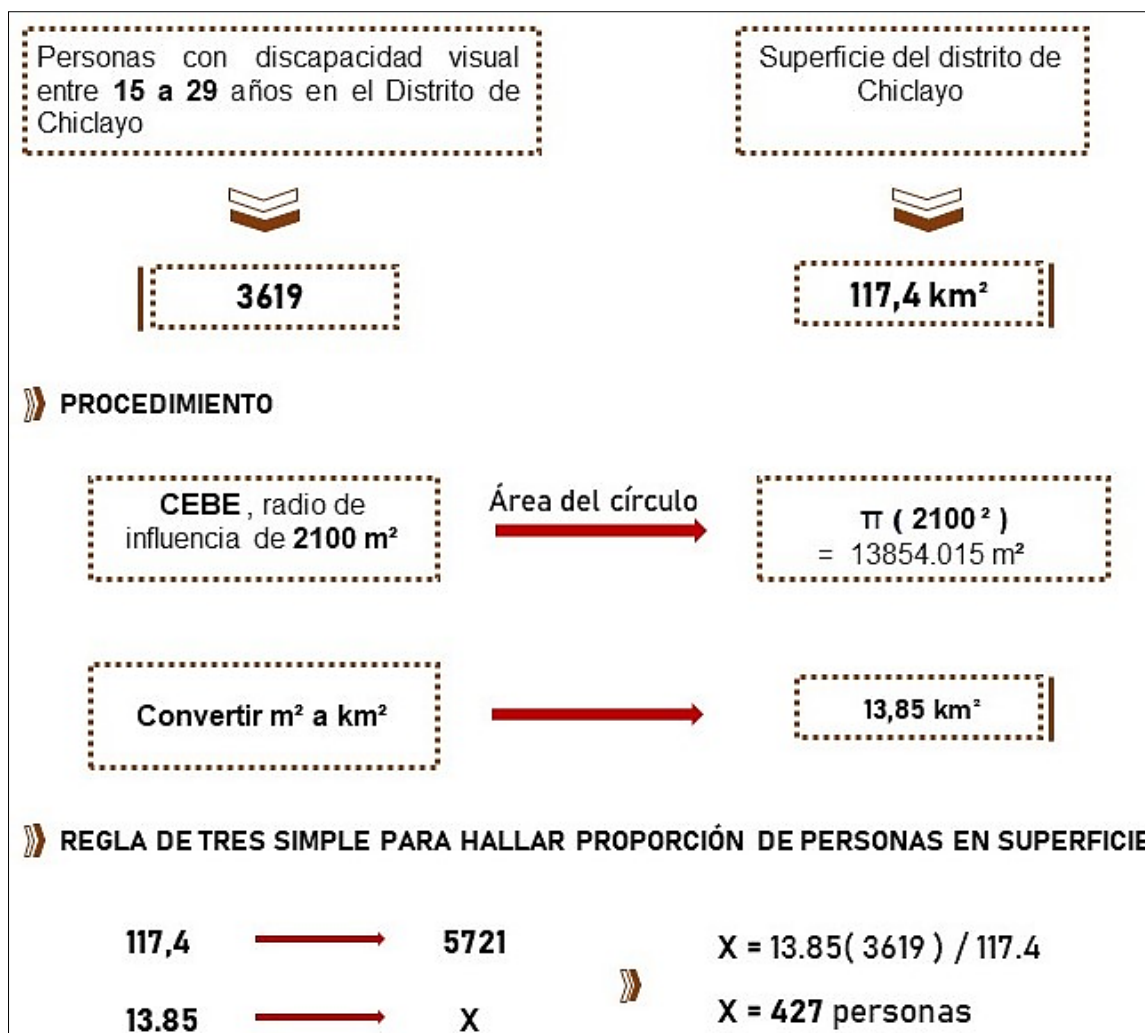 Personas con discapacidad visual
entre 15 a 29 años en el Distrito de
Chiclayo
Superficie del distrito de
Chiclayo
3619
117,4 km²
PROCEDIMIENTO
CEBE , radio de
influencia de 2100 m²
Área del círculo
π ( 2100² )
= 13854.015 m²
Convertir m² a km²
13,85 km²
REGLA DE TRES SIMPLE PARA HALLAR PROPORCIÓN DE PERSONAS EN SUPERFICIE
117,4 5721
X = 13.85( 3619 ) / 117.4
13.85 X
X = 427 personas